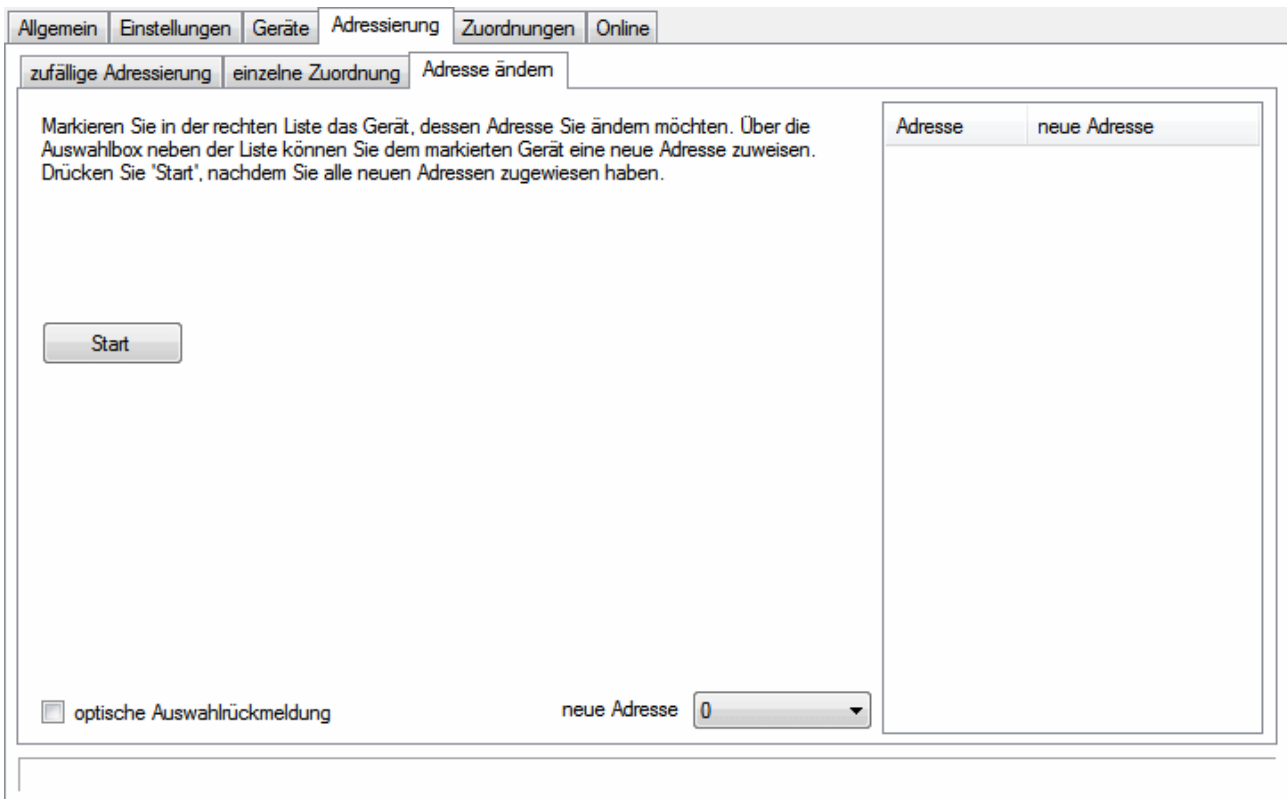 Allgemein Einstellungen Geräte Adressierung Zuordnungen Online
zufällige Adressierung einzelne Zuordnung Adresse ändern
Markieren Sie in der rechten Liste das Gerät, dessen Adresse Sie ändern möchten. Über die
Auswahlbox neben der Liste können Sie dem markierten Gerät eine neue Adresse zuweisen.
Drücken Sie "Start", nachdem Sie alle neuen Adressen zugewiesen haben.
Adresse neue Adresse
Start
optische Auswahlrückmeldung neue Adresse 0